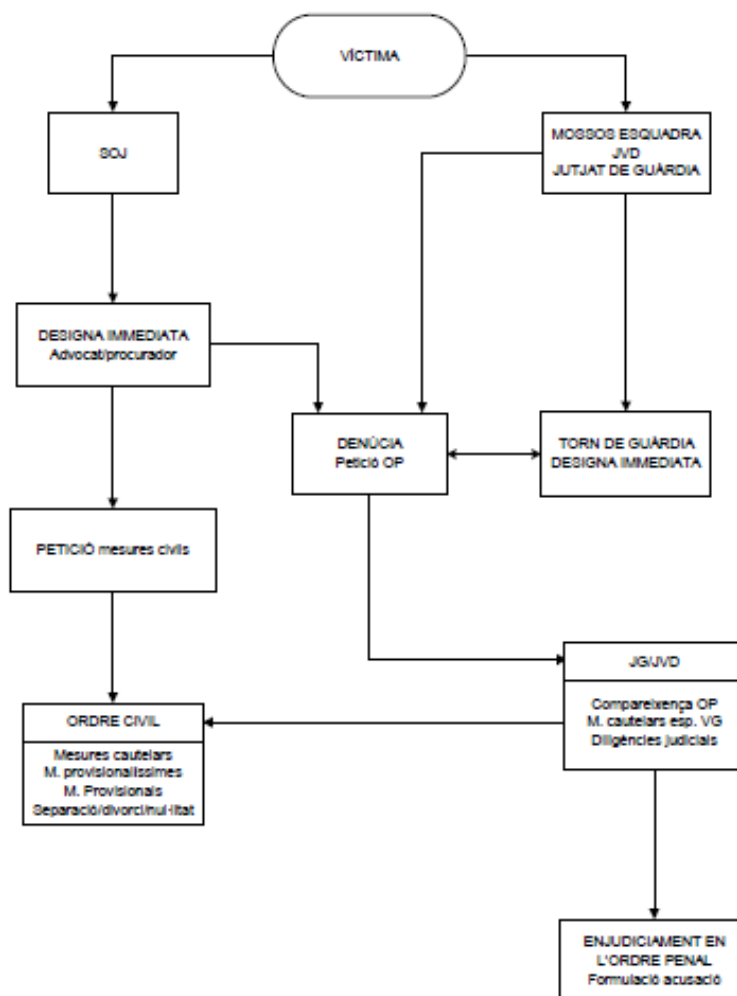 VÍCTIMA
SOJ
MOSSOS ESQUADRA
JVD
JUTJAT DE GUÀRDIA
DESIGNA IMMEDIATA
Advocat/procurador
DENÚCIA
Petició OP
TORN DE GUÀRDIA
DESIGNA IMMEDIATA
PETICIÓ mesures civils
JG/JVD
Compareixença OP
M. cautelars esp. VG
Diligències judicials
ORDRE CIVIL
Mesures cautelars
M. provisionalíssimes
M. Provisionals
Separació/divorci/nul·litat
ENJUDICIAMENT EN
L'ORDRE PENAL
Formulació acusació